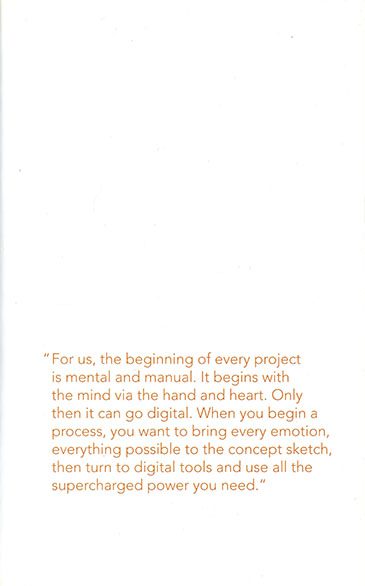 “For us, the beginning of every project
is mental and manual. It begins with
the mind via the hand and heart. Only
then it can go digital. When you begin a
process, you want to bring every emotion,
everything possible to the concept sketch,
then turn to digital tools and use all the
supercharged power you need.“